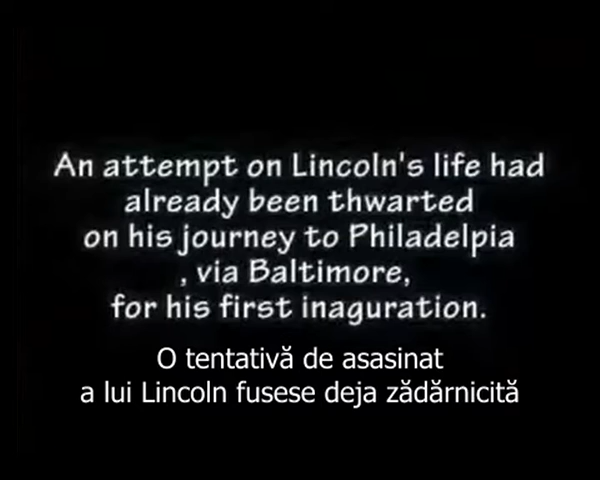 An attempt on Lincoln's life had
already been thwarted
on his journey to Philadelpia
, via Baltimore,
for his first inaguration.
O tentativă de asasinat
a lui Lincoln fusese deja zădărnicită